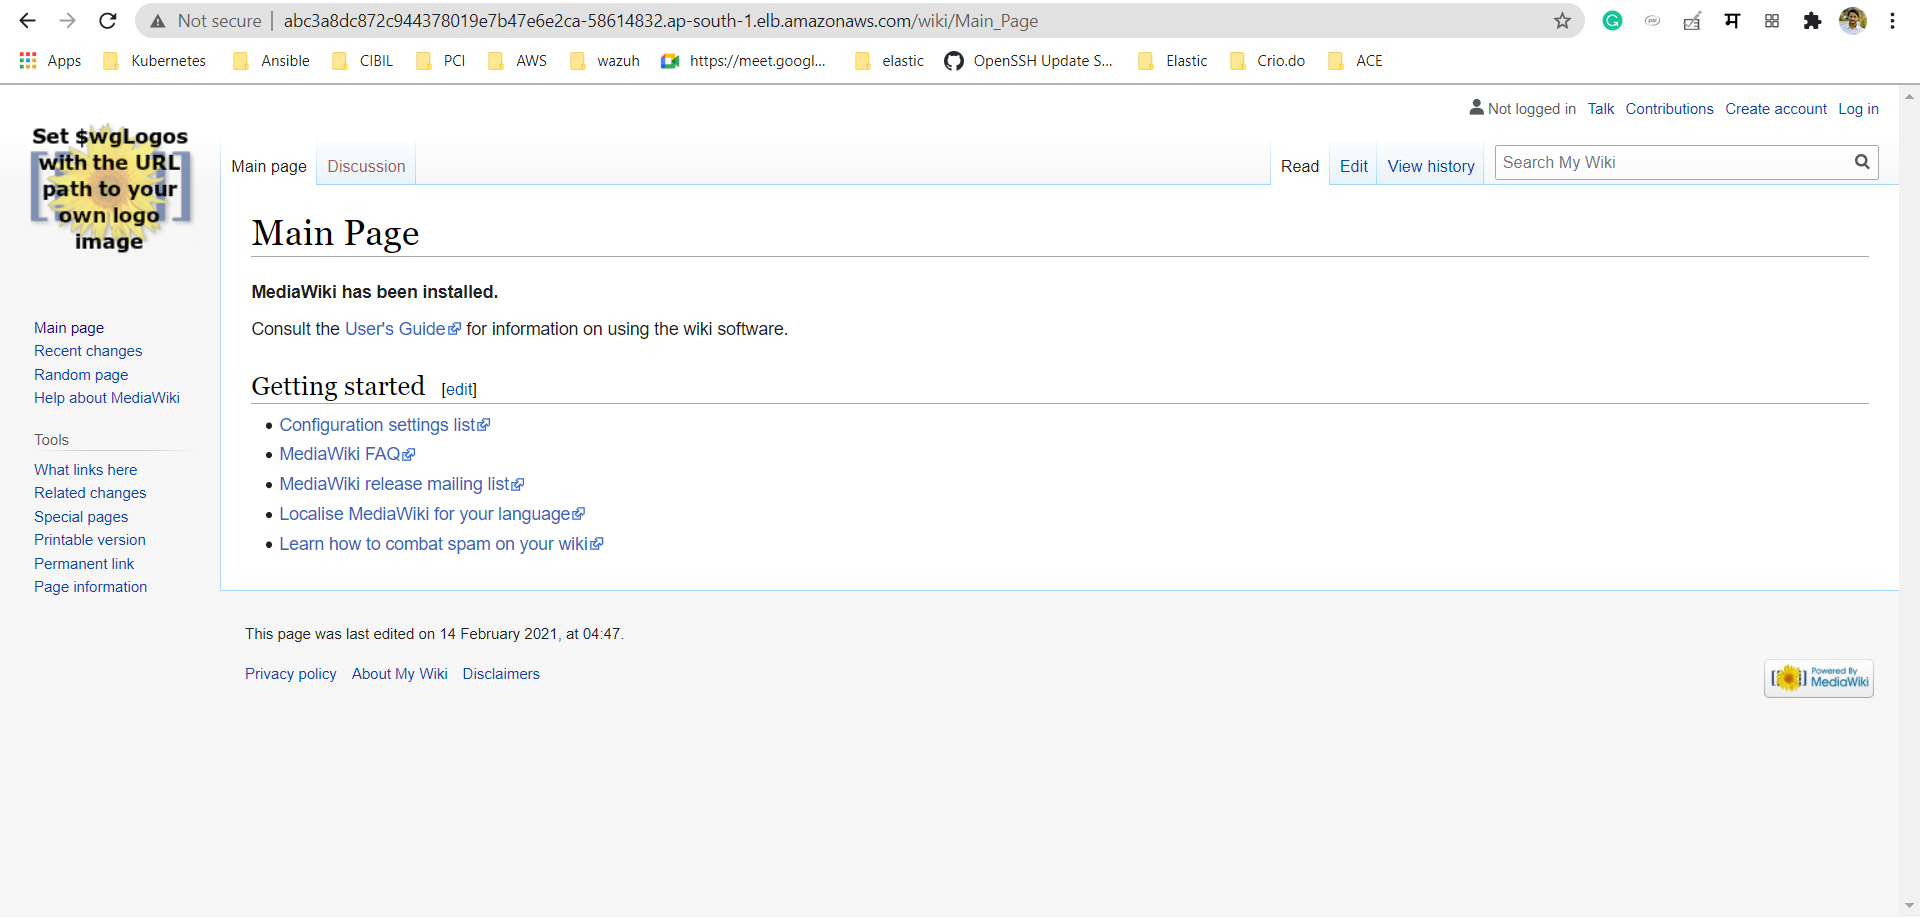 Not secure | abc3a8dc872c944378019e7b47e6e2ca-58614832.ap-south-1.elb.amazonaws.com/wiki/Main_Page
Apps Kubernetes Ansible CIBIL PCI AWS wazuh https://meet.googl... elastic OpenSSH Update S... Elastic Crio.do ACE
Not logged in Talk Contributions Create account Log in
Set $wgLogos
with the URL
path to your
own logo
image
Main page Discussion Read Edit View history Search My Wiki
Main Page
MediaWiki has been installed.
Consult the User's Guide for information on using the wiki software.
Getting started [edit]
• Configuration settings list
• MediaWiki FAQ
• MediaWiki release mailing list
• Localise MediaWiki for your language
• Learn how to combat spam on your wiki
Main page
Recent changes
Random page
Help about MediaWiki
Tools
What links here
Related changes
Special pages
Printable version
Permanent link
Page information
This page was last edited on 14 February 2021, at 04:47.
Privacy policy About My Wiki Disclaimers
Powered By
MediaWiki